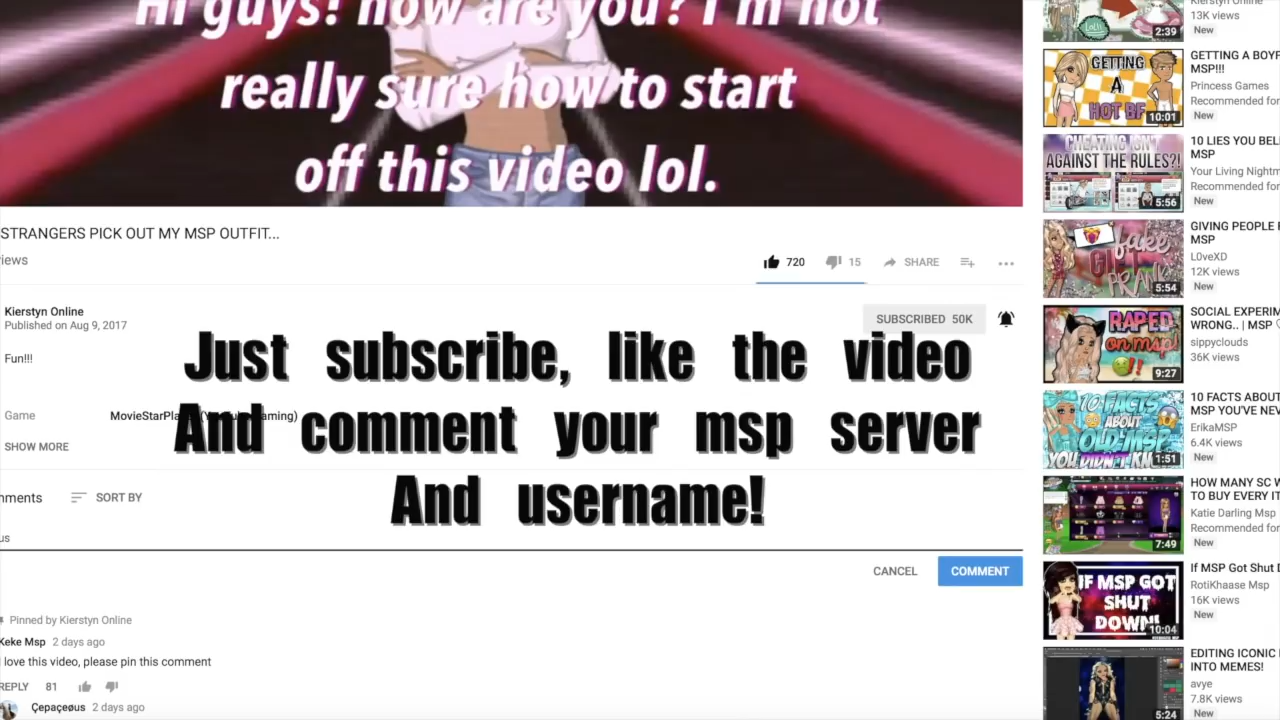 Hi guys! how are you? I'm not
really sure how to start
off this video lol.
STRANGERS PICK OUT MY MSP OUTFIT...
iews
720
15
SHARE
Kierstyn Online
Published on Aug 9, 2017
SUBSCRIBED 50K
Fun!!!
Just subscribe, like the video
And comment your msp server
And username!
Game
MovieStarPla
aming)
SHOW MORE
mments
SORT BY
us
CANCEL
COMMENT
Pinned by Kierstyn Online
Keke Msp 2 days ago
I love this video, please pin this comment
REPLY 81
Çepaçeøus 2 days ago
Kierstyn Online
13K views
New
2:39
GETTING
A
HOT BF
10:01
GETTING A BOYF
MSP!!!
Princess Games
Recommended for
New
CHEATING ISN'T
AGAINST THE RULES?!
5:56
10 LIES YOU BEL
MSP
Your Living Nightm
Recommended for
New
fake
GIFT
PRANK
5:54
GIVING PEOPLE F
MSP
L0veXD
12K views
New
RAPED
on msp!
9:27
SOCIAL EXPERIM
WRONG.. | MSP
sippyclouds
36K views
10 FACTS
ABOUT
OLD MSP
YOU DIDN'T KN
1:51
10 FACTS ABOUT
MSP YOU'VE NEV
ErikaMSP
6.4K views
New
7:49
HOW MANY SC W
TO BUY EVERY IT
Katie Darling Msp
Recommended for
New
IF MSP GOT
SHUT
DOWN!
10:04
If MSP Got Shut D
RotiKhaase Msp
16K views
New
5:24
EDITING ICONIC
INTO MEMES!
avye
7.8K views
New